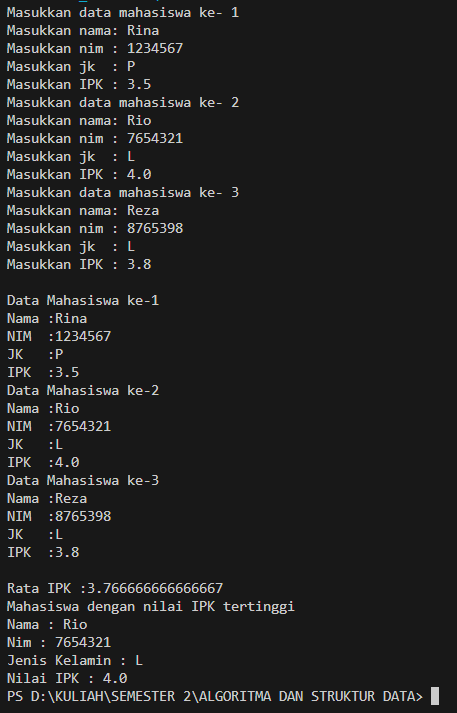 Masukkan data mahasiswa ke- 1
Masukkan nama: Rina
Masukkan nim : 1234567
Masukkan jk  : P
Masukkan IPK : 3.5
Masukkan data mahasiswa ke- 2
Masukkan nama: Rio
Masukkan nim : 7654321
Masukkan jk  : L
Masukkan IPK : 4.0
Masukkan data mahasiswa ke- 3
Masukkan nama: Reza
Masukkan nim : 8765398
Masukkan jk  : L
Masukkan IPK : 3.8

Data Mahasiswa ke-1
Nama :Rina
NIM  :1234567
JK   :P
IPK  :3.5
Data Mahasiswa ke-2
Nama :Rio
NIM  :7654321
JK   :L
IPK  :4.0
Data Mahasiswa ke-3
Nama :Reza
NIM  :8765398
JK   :L
IPK  :3.8

Rata IPK :3.766666666666667
Mahasiswa dengan nilai IPK tertinggi
Nama : Rio
Nim : 7654321
Jenis Kelamin : L
Nilai IPK : 4.0
PS D:\KULIAH\SEMESTER 2\ALGORITMA DAN STRUKTUR DATA>